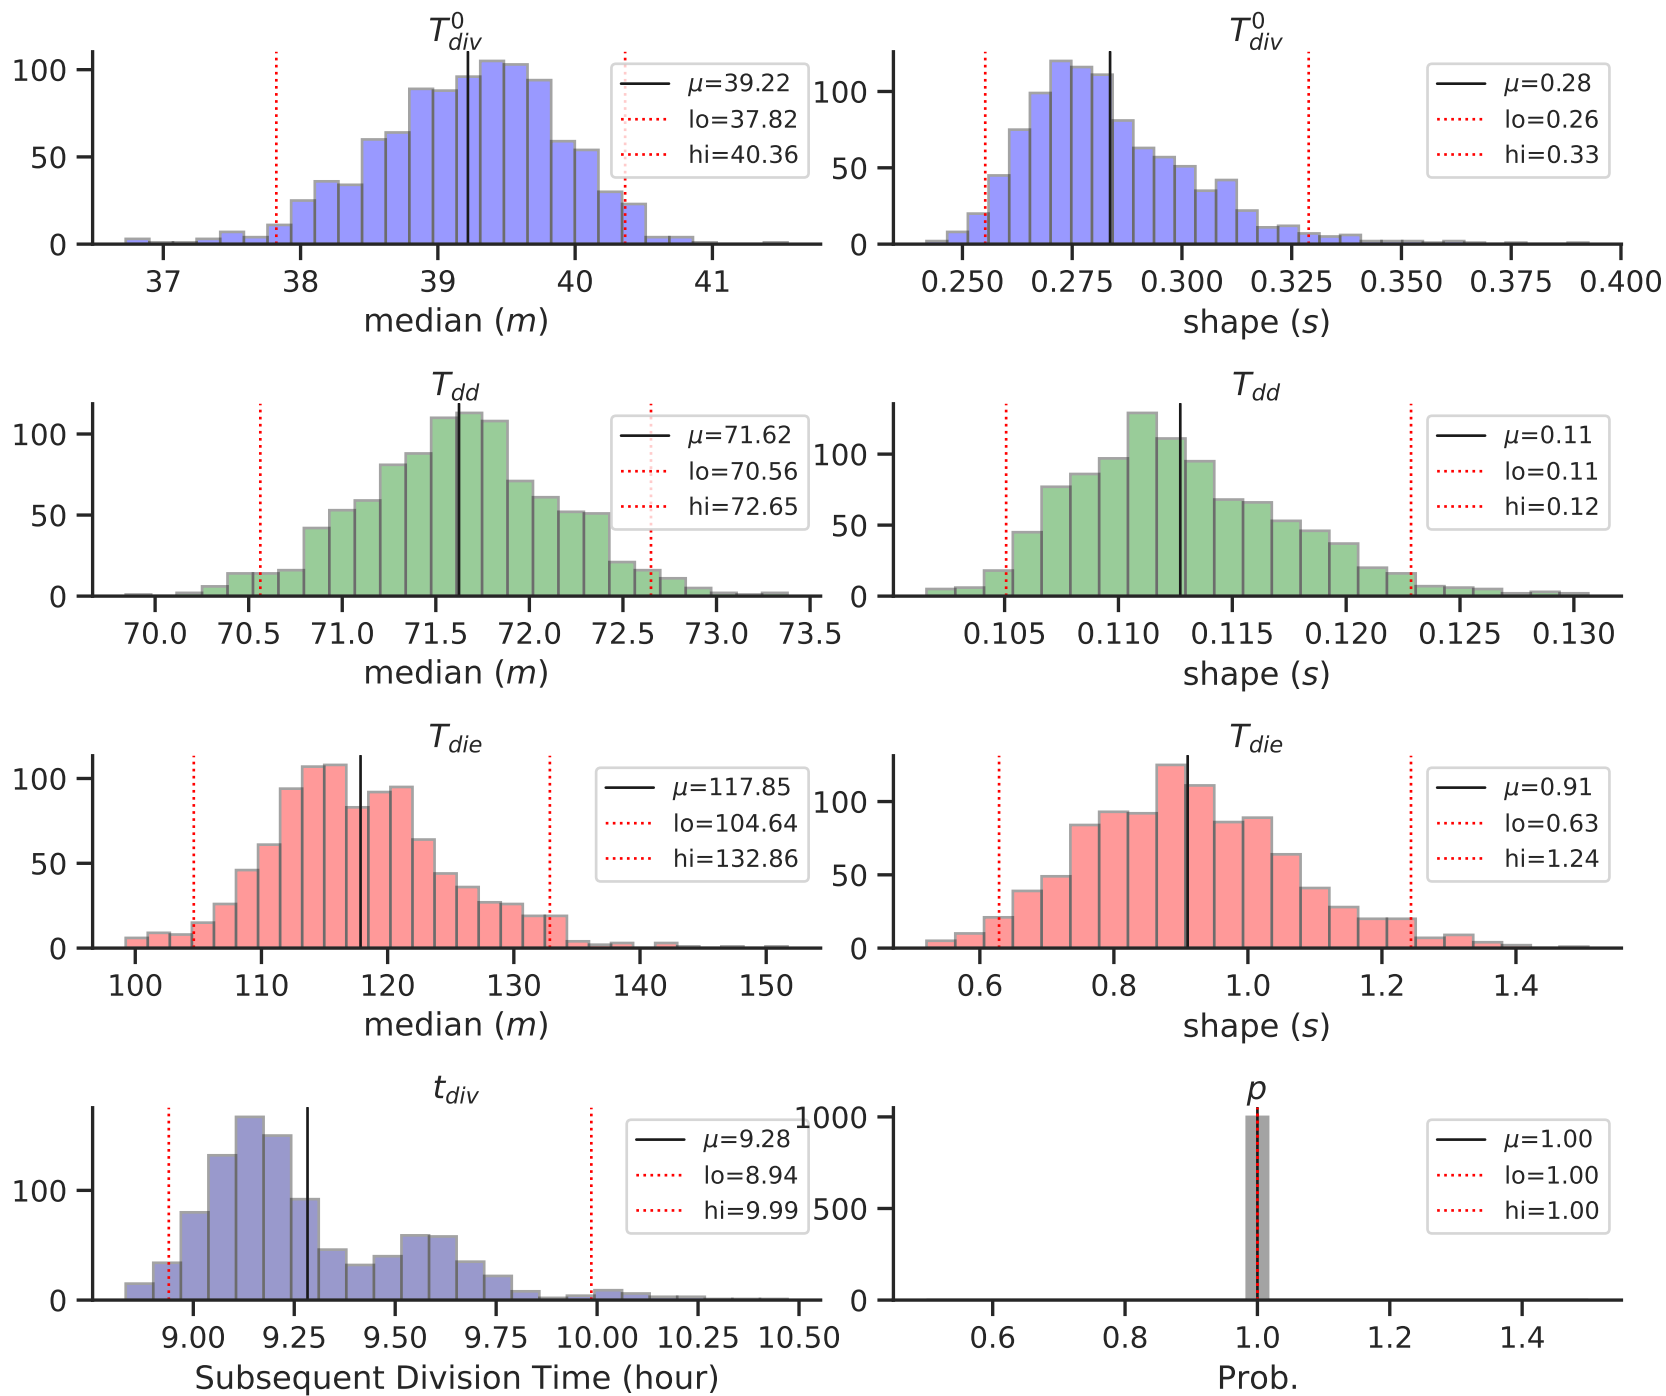 T⁰div
100
50
0
μ=39.22
lo=37.82
hi=40.36
37 38 39 40 41
median (m)
T⁰div
100
50
0
μ=0.28
lo=0.26
hi=0.33
0.250 0.275 0.300 0.325 0.350 0.375 0.400
shape (s)
Tdd
100
50
0
μ=71.62
lo=70.56
hi=72.65
70.0 70.5 71.0 71.5 72.0 72.5 73.0 73.5
median (m)
Tdd
100
50
0
μ=0.11
lo=0.11
hi=0.12
0.105 0.110 0.115 0.120 0.125 0.130
shape (s)
Tdie
100
50
0
μ=117.85
lo=104.64
hi=132.86
100 110 120 130 140 150
median (m)
Tdie
100
50
0
μ=0.91
lo=0.63
hi=1.24
0.6 0.8 1.0 1.2 1.4
shape (s)
tdiv
100
0
μ=9.28
lo=8.94
hi=9.99
9.00 9.25 9.50 9.75 10.00 10.25 10.50
Subsequent Division Time (hour)
p
1000
500
0
μ=1.00
lo=1.00
hi=1.00
0.6 0.8 1.0 1.2 1.4
Prob.